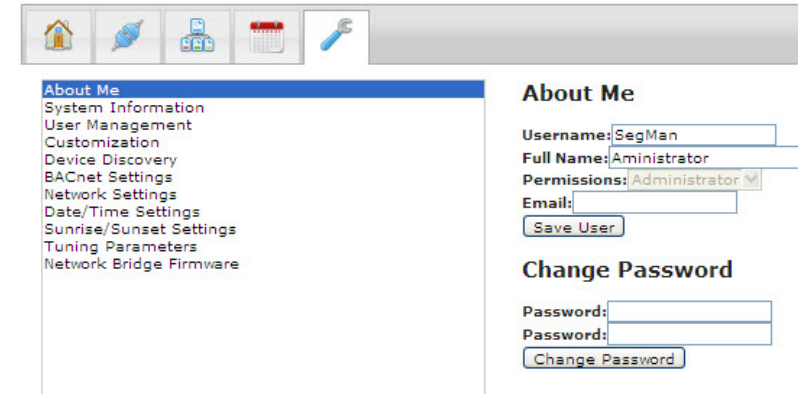 About Me
System Information
User Management
Customization
Device Discovery
BACnet Settings
Network Settings
Date/Time Settings
Sunrise/Sunset Settings
Tuning Parameters
Network Bridge Firmware
About Me
Username: SegMan
Full Name: Aministrator
Permissions: Administrator
Email:
Save User
Change Password
Password:
Password:
Change Password